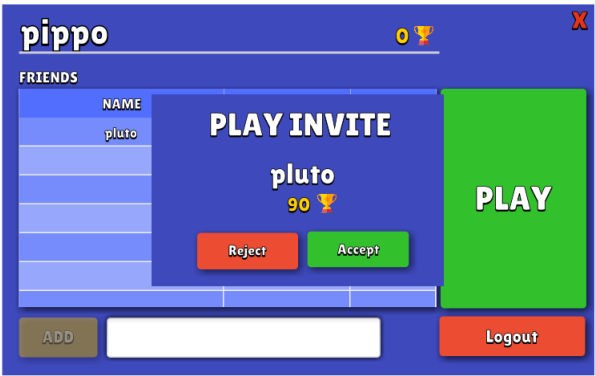 pippo
0
X
FRIENDS
NAME
pluto
PLAY INVITE
pluto
90
Reject
Accept
PLAY
ADD
Logout